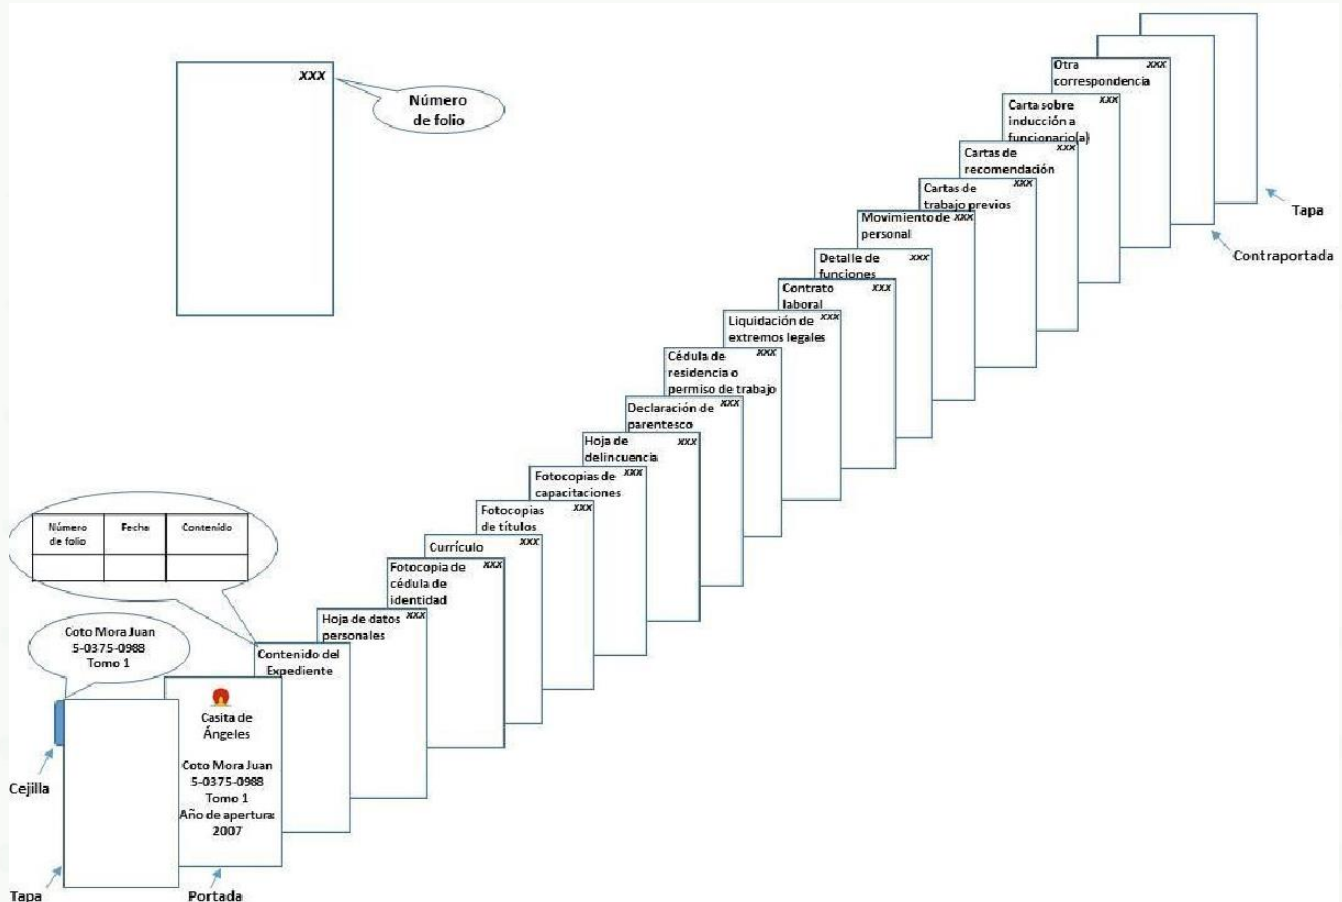 xxx
Número
de folio
Otra xxx
correspondencia
Carta sobre xxx
inducción a
funcionario(a)
Cartas de xxx
recomendación
Cartas de xxx
trabajo previos
Movimiento de xxx
personal
Detalle de xxx
funciones
Contrato xxx
laboral
Liquidación de xxx
extremos legales
Cédula de xxx
residencia o
permiso de trabajo
Declaración de xxx
parentesco
Hoja de xxx
delincuencia
Fotocopias de xxx
capacitaciones
Fotocopias xxx
de títulos
Currículo xxx
Fotocopia de xxx
cédula de
identidad
Hoja de datos xxx
personales
Contenido del
Expediente
Número Fecha Contenido
de folio
Coto Mora Juan
5-0375-0988
Tomo 1
Casita de
Ángeles
Coto Mora Juan
5-0375-0988
Tomo 1
Año de apertura:
2007
Cejilla
Tapa
Portada
Tapa
Contraportada